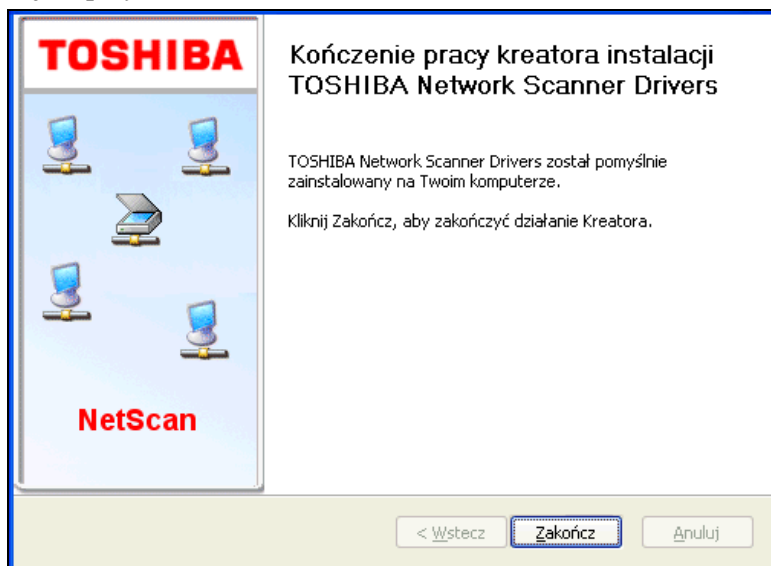 TOSHIBA
NetScan
Kończenie pracy kreatora instalacji
TOSHIBA Network Scanner Drivers
TOSHIBA Network Scanner Drivers został pomyślnie
zainstalowany na Twoim komputerze.
Kliknij Zakończ, aby zakończyć działanie Kreatora.
< Wstecz Zakończ Anuluj